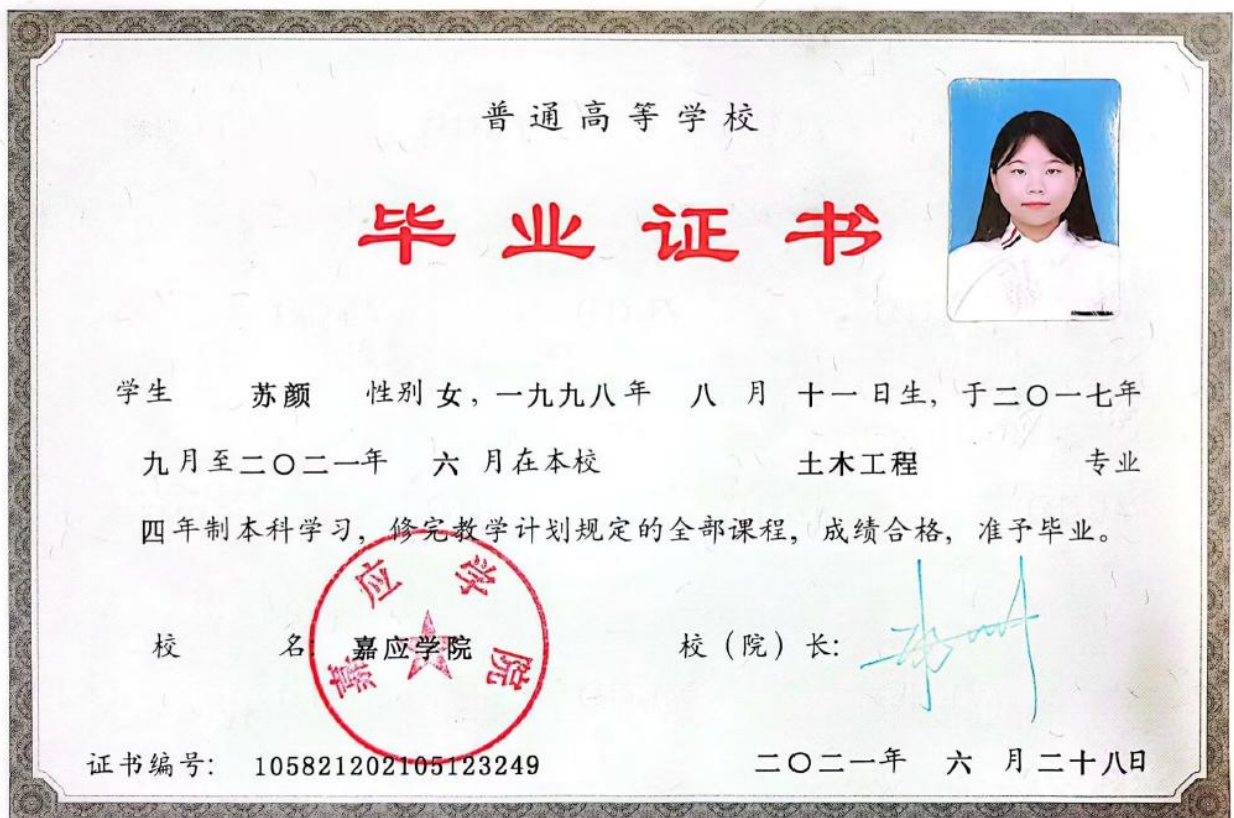 普通高等学校
毕业证书
学生 苏颜 性别 女，一九九八年 八 月 十一 日生，于二〇一七年
九月至二〇二一年 六 月在本校 土木工程 专业
四年制本科学习，修完教学计划规定的全部课程，成绩合格，准予毕业。
校 名：嘉应学院 校（院）长：
嘉应学院
证书编号：105821202105123249 二〇二一年 六 月二十八日